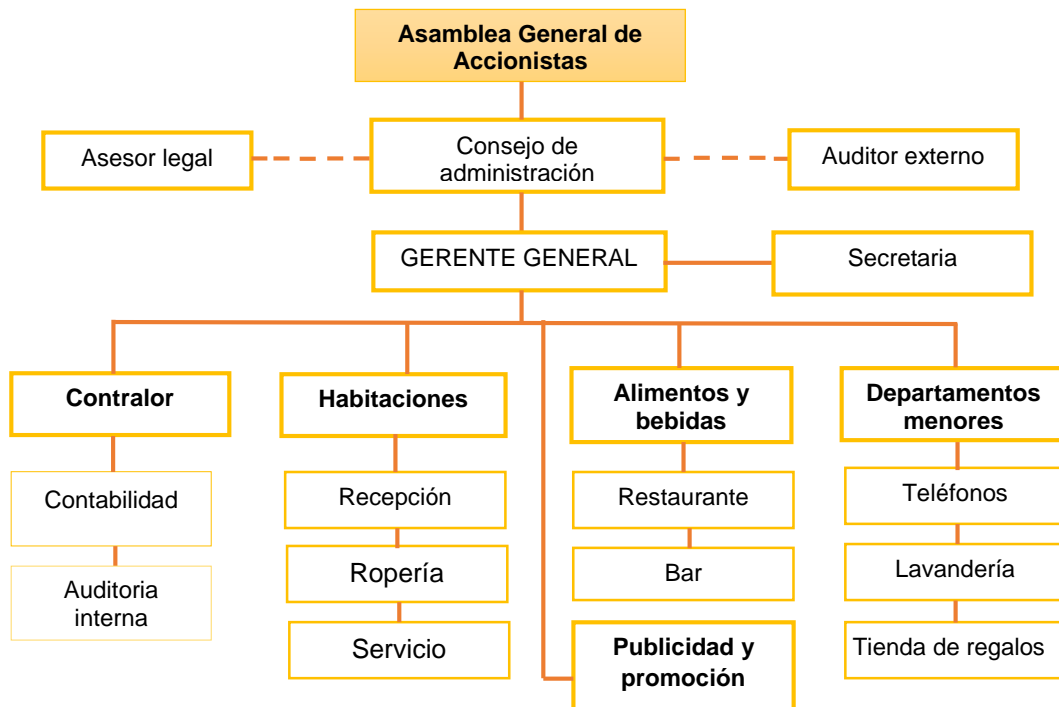 Asamblea General de
Accionistas
Asesor legal
Consejo de
administración
Auditor externo
GERENTE GENERAL
Secretaria
Contralor
Habitaciones
Alimentos y
bebidas
Departamentos
menores
Contabilidad
Recepción
Restaurante
Teléfonos
Auditoria
interna
Ropería
Bar
Lavandería
Servicio
Publicidad y
promoción
Tienda de regalos